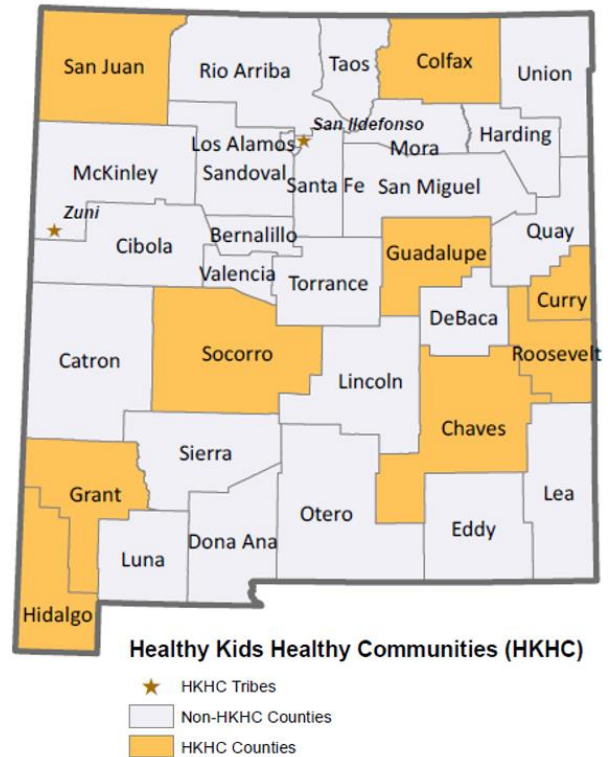 San Juan
Rio Arriba
Taos
Colfax
Union
San Ildefonso
Los Alamos
Mora
Harding
McKinley
Sandoval
Santa Fe
San Miguel
Zuni
Cibola
Bernalillo
Guadalupe
Quay
Valencia
Torrance
Curry
DeBaca
Catron
Socorro
Lincoln
Roosevelt
Chaves
Sierra
Grant
Otero
Lea
Luna
Dona Ana
Eddy
Hidalgo
Healthy Kids Healthy Communities (HKHC)
HKHC Tribes
Non-HKHC Counties
HKHC Counties